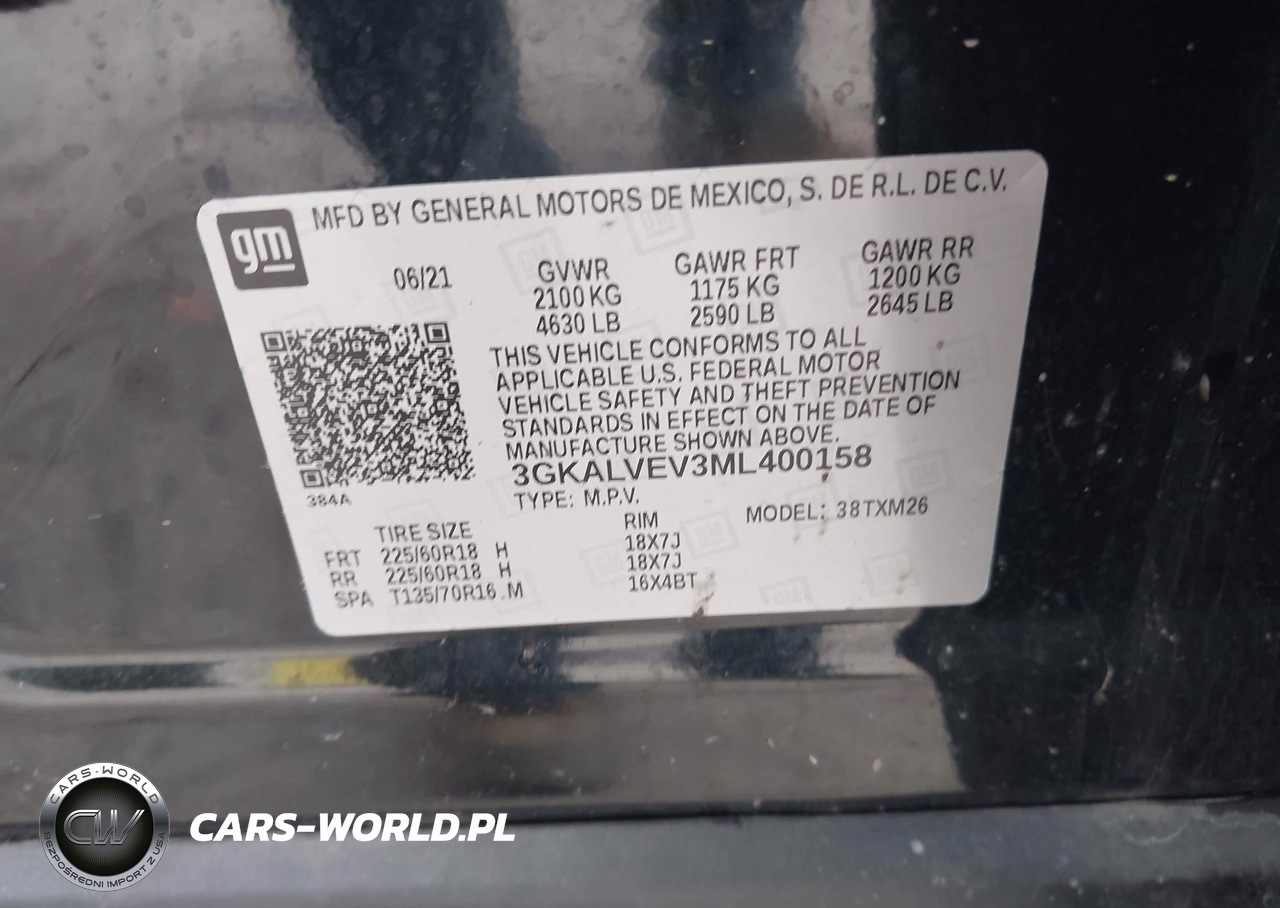 gm
MFD BY GENERAL MOTORS DE MEXICO, S. DE R.L. DE C.V.
06/21
GVWR
2100 KG
4630 LB
GAWR FRT
1175 KG
2590 LB
GAWR RR
1200 KG
2645 LB
THIS VEHICLE CONFORMS TO ALL
APPLICABLE U.S. FEDERAL MOTOR
VEHICLE SAFETY AND THEFT PREVENTION
STANDARDS IN EFFECT ON THE DATE OF
MANUFACTURE SHOWN ABOVE.
3GKALVEV3ML400158
384A
TYPE: M.P.V.
MODEL: 38TXM26
TIRE SIZE RIM
FRT 225/60R18 H 18X7J
RR 225/60R18 H 18X7J
SPA T135/70R16 M 16X4BT
CARS-WORLD
CW
BEZPOŚREDNI IMPORT Z USA
CARS-WORLD.PL